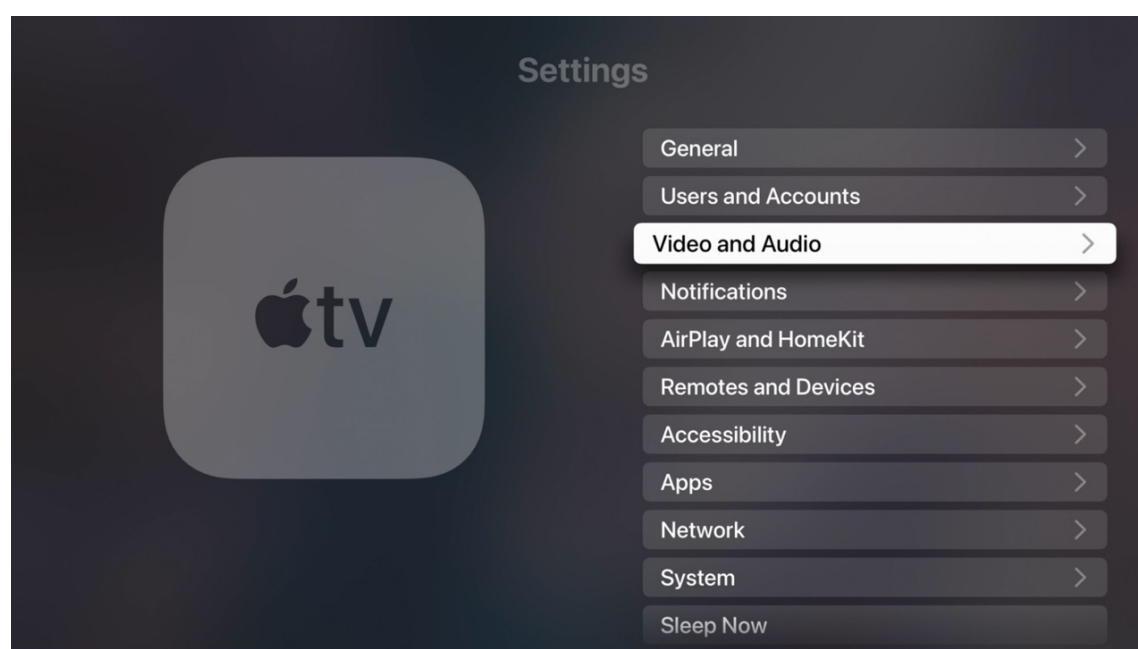 Settings
General
Users and Accounts
Video and Audio
tv
Notifications
AirPlay and HomeKit
Remotes and Devices
Accessibility
Apps
Network
System
Sleep Now